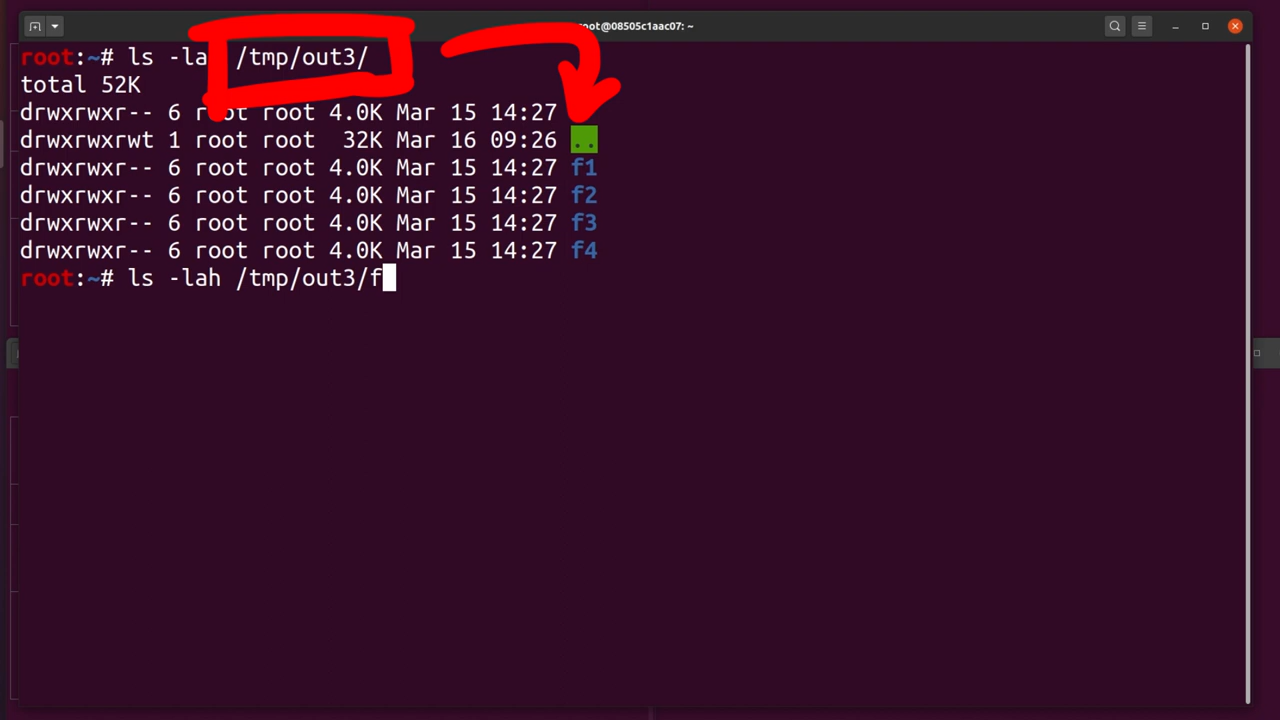 root@08505c1aac07: ~
root:~# ls -la /tmp/out3/
total 52K
drwxrwxr-- 6 root root 4.0K Mar 15 14:27
drwxrwxrwt 1 root root 32K Mar 16 09:26 ..
drwxrwxr-- 6 root root 4.0K Mar 15 14:27 f1
drwxrwxr-- 6 root root 4.0K Mar 15 14:27 f2
drwxrwxr-- 6 root root 4.0K Mar 15 14:27 f3
drwxrwxr-- 6 root root 4.0K Mar 15 14:27 f4
root:~# ls -lah /tmp/out3/f